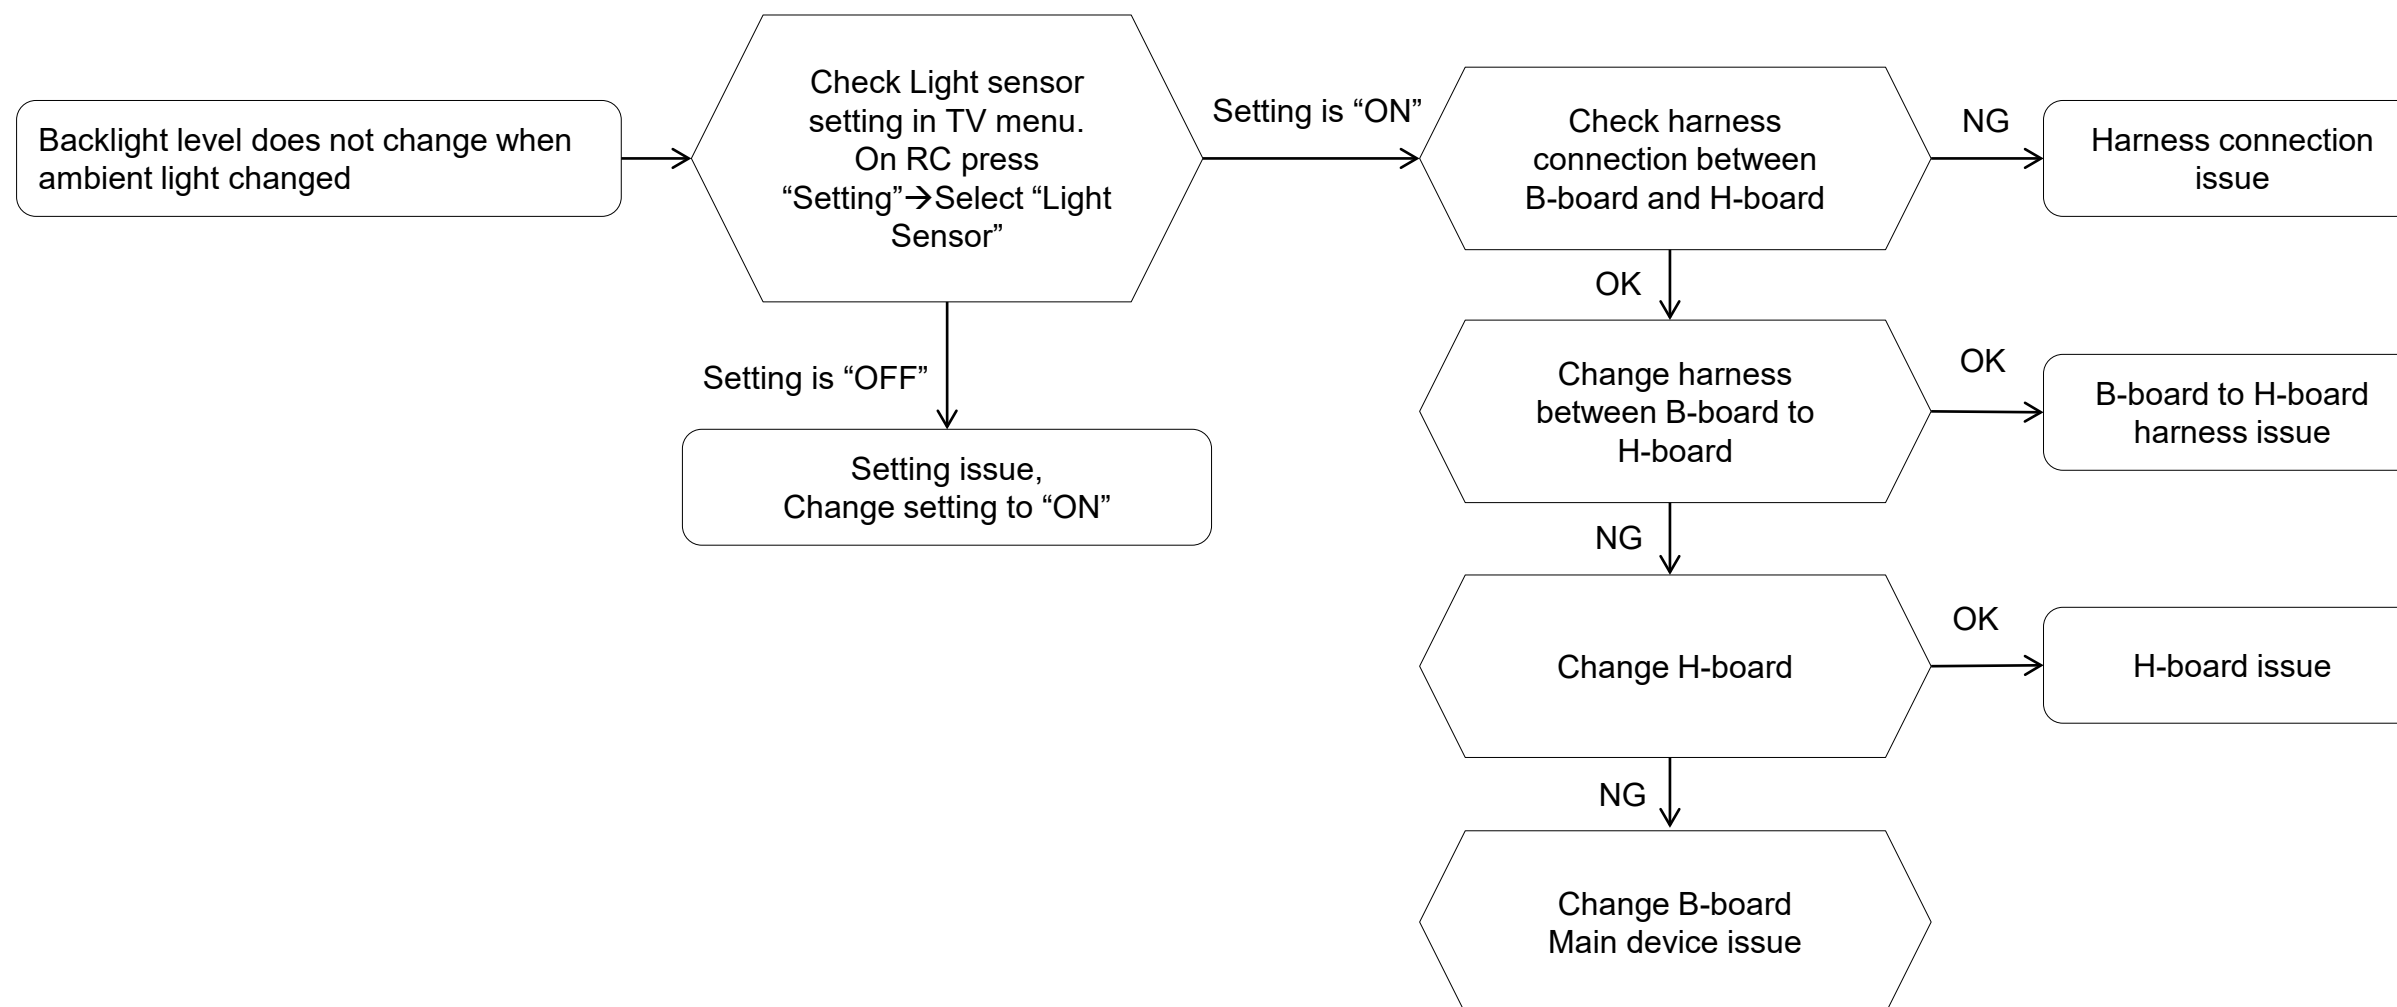 Backlight level does not change when
ambient light changed
Check Light sensor
setting in TV menu.
On RC press
“Setting”→Select “Light
Sensor”
Setting is “ON”
Check harness
connection between
B-board and H-board
NG
Harness connection
issue
OK
Setting is “OFF”
Setting issue,
Change setting to “ON”
Change harness
between B-board to
H-board
OK
B-board to H-board
harness issue
NG
Change H-board
OK
H-board issue
NG
Change B-board
Main device issue